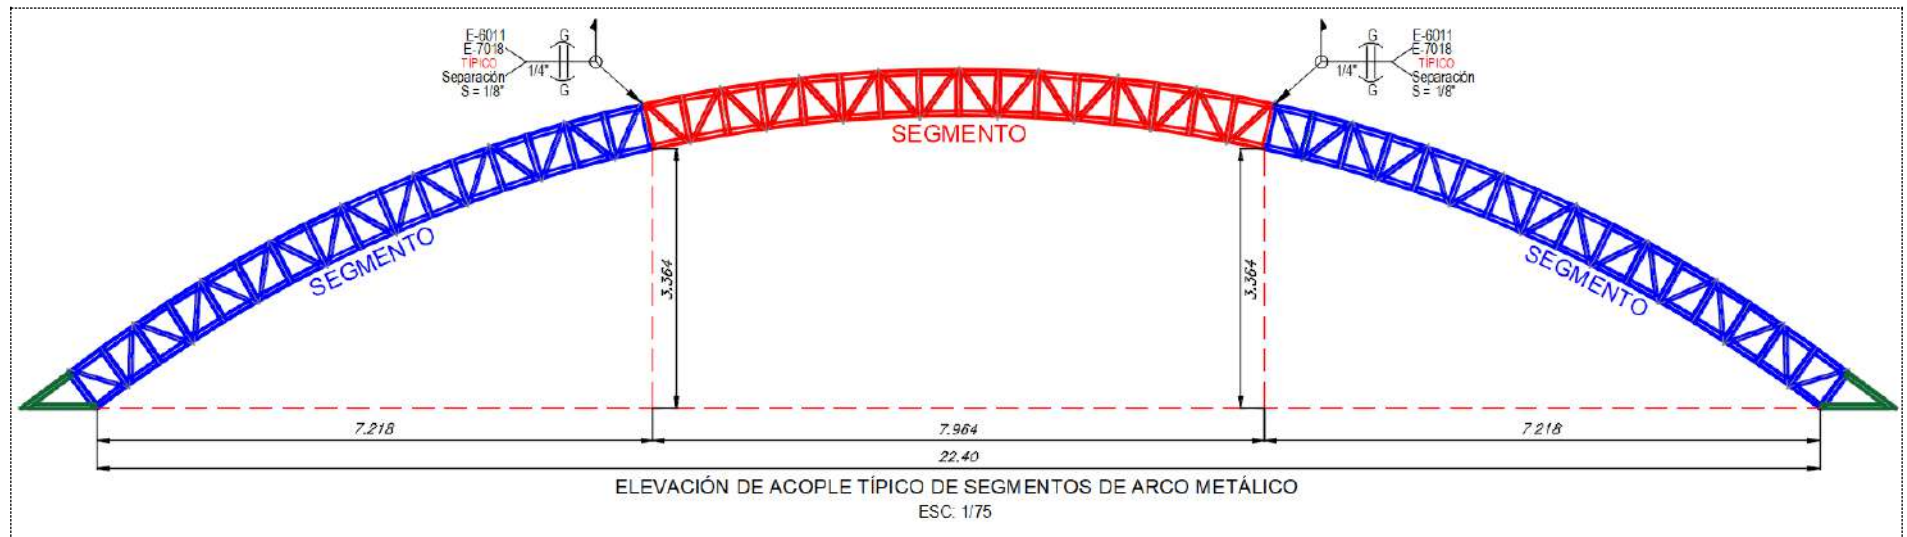 E-6011
E-7018
TÍPICO
Separación
S = 1/8"
1/4"
G
G
G
G
1/4"
E-6011
E-7018
TÍPICO
Separación
S = 1/8"
SEGMENTO
SEGMENTO
SEGMENTO
3.364
3.364
7.218
7.964
7.218
22.40
ELEVACIÓN DE ACOPLE TÍPICO DE SEGMENTOS DE ARCO METÁLICO
ESC: 1/75